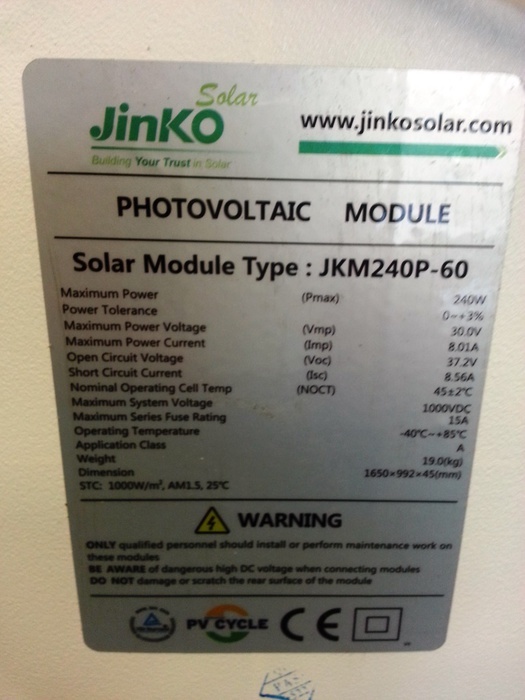 Solar
JinKO
Building Your Trust in Solar
www.jinkosolar.com
PHOTOVOLTAIC MODULE
Solar Module Type : JKM240P-60
Maximum Power (Pmax) 240W
Power Tolerance 0~+3%
Maximum Power Voltage (Vmp) 30.0V
Maximum Power Current (Imp) 8.01A
Open Circuit Voltage (Voc) 37.2V
Short Circuit Current (Isc) 8.56A
Nominal Operating Cell Temp (NOCT) 45±2℃
Maximum System Voltage 1000VDC
Maximum Series Fuse Rating 15A
Operating Temperature -40℃~+85℃
Application Class A
Weight 19.0(kg)
Dimension 1650×992×45(mm)
STC: 1000W/m², AM1.5, 25℃
WARNING
ONLY qualified personnel should install or perform maintenance work on
these modules
BE AWARE of dangerous high DC voltage when connecting modules
DO NOT damage or scratch the rear surface of the module
PV CYCLE CE